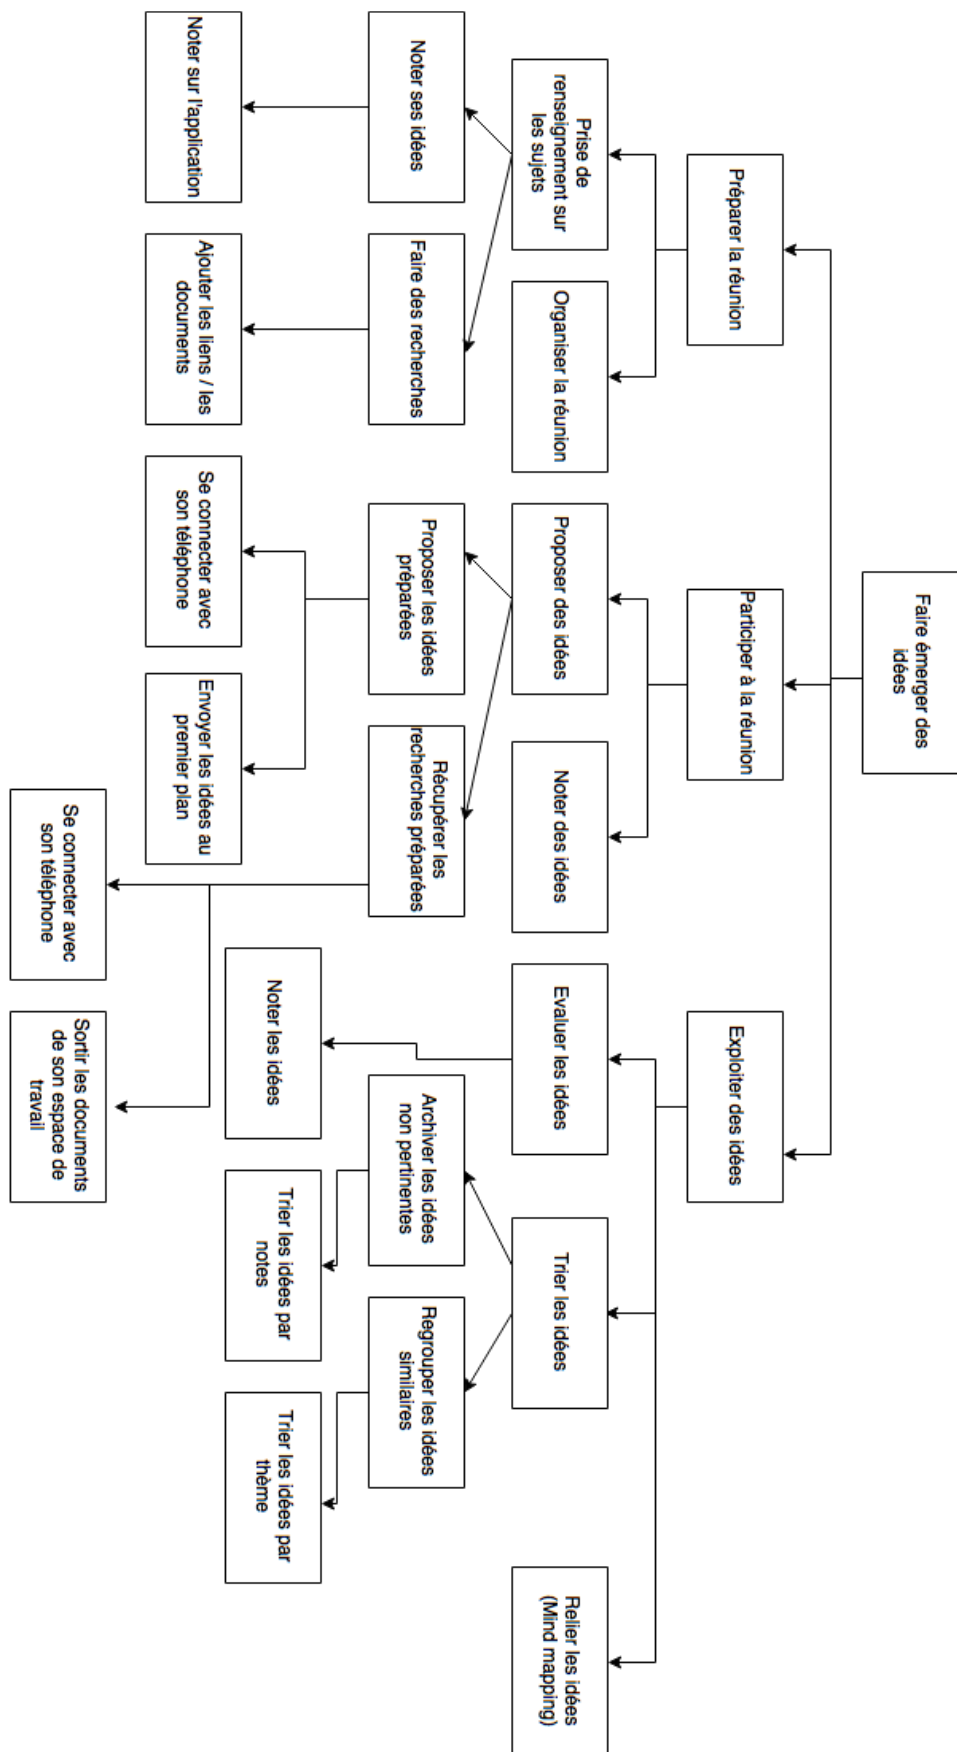 Faire émerger des
idées
Préparer la réunion
Participer à la réunion
Exploiter des idées
Prise de
renseignement sur
les sujets
Organiser la réunion
Proposer des idées
Noter des idées
Evaluer les idées
Trier les idées
Relier les idées
(Mind mapping)
Noter ses idées
Faire des recherches
Proposer les idées
préparées
Récupérer les
recherches préparées
Archiver les idées
non pertinentes
Regrouper les idées
similaires
Noter sur l'application
Ajouter les liens / les
documents
Se connecter avec
son téléphone
Envoyer les idées au
premier plan
Noter les idées
Trier les idées par
notes
Trier les idées par
thème
Se connecter avec
son téléphone
Sortir les documents
de son espace de
travail